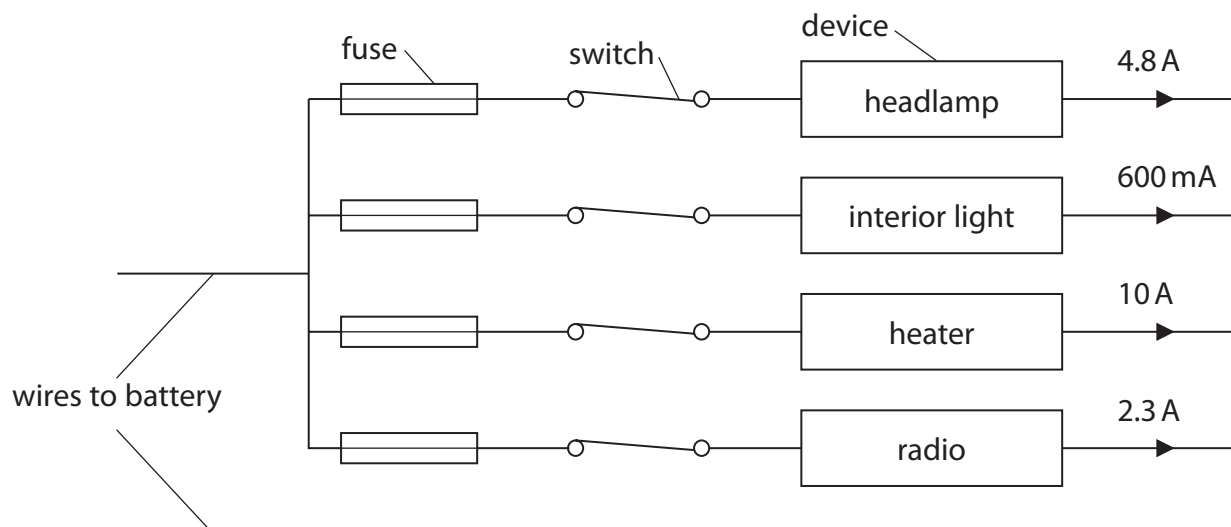 fuse
switch
device
headlamp
4.8 A
interior light
600 mA
heater
10 A
wires to battery
radio
2.3 A